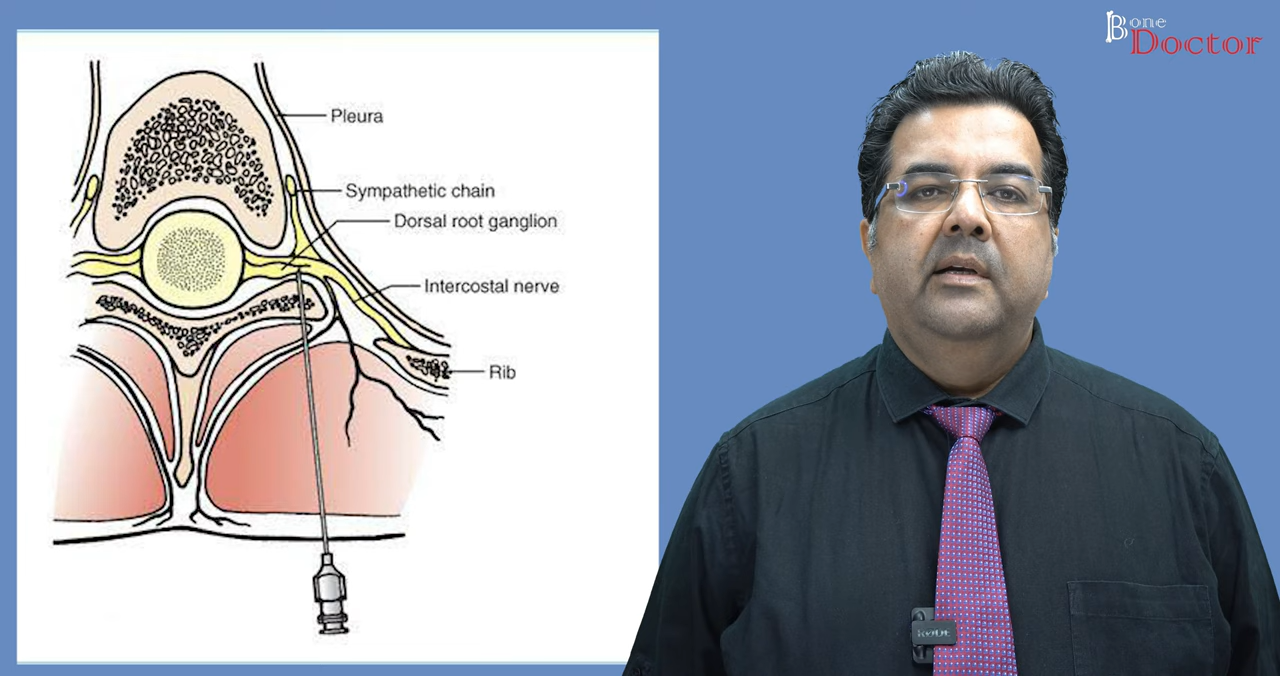 Bone
Doctor
Pleura
Sympathetic chain
Dorsal root ganglion
Intercostal nerve
Rib